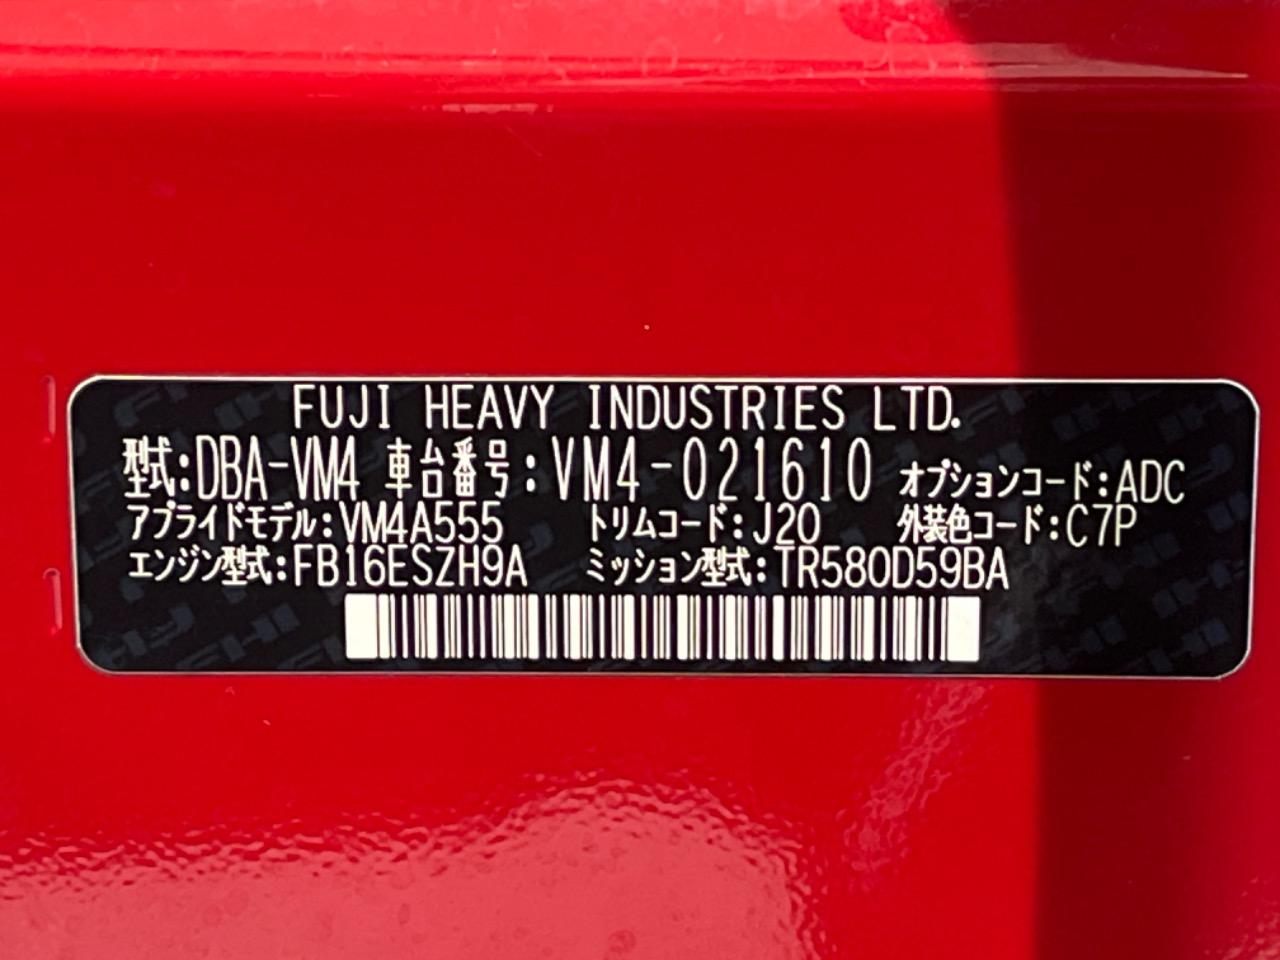 FUJI HEAVY INDUSTRIES LTD.
型式:DBA-VM4 車台番号:VM4-021610 オプションコード:ADC
アプライドモデル:VM4A555 トリムコード:J20 外装色コード:C7P
エンジン型式:FB16ESZH9A ミッション型式:TR580D59BA